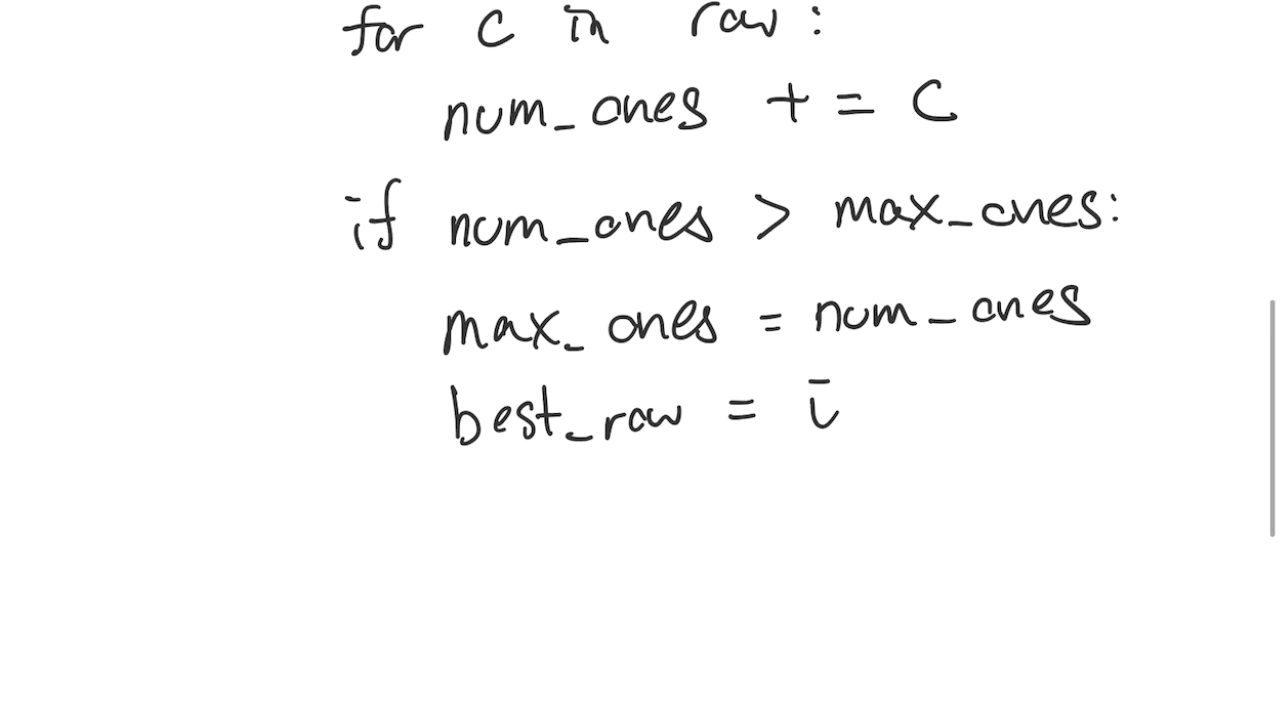 for c in row:
num_ones += c
if num_ones > max_ones:
max_ones = num_ones
best_row = i